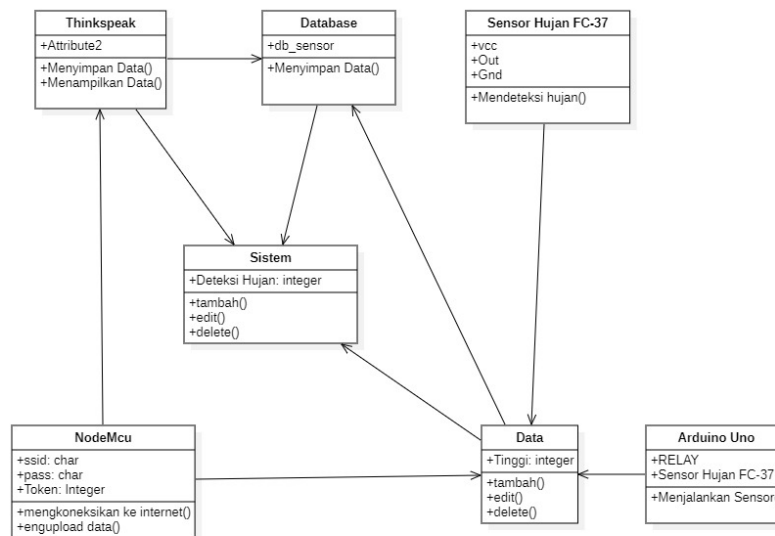 Thinkspeak
+Attribute2
+Menyimpan Data()
+Menampilkan Data()
Database
+db_sensor
+Menyimpan Data()
Sensor Hujan FC-37
+vcc
+Out
+Gnd
+Mendeteksi hujan()
Sistem
+Deteksi Hujan: integer
+tambah()
+edit()
+delete()
NodeMcu
+ssid: char
+pass: char
+Token: Integer
+mengkoneksikan ke internet()
+engupload data()
Data
+Tinggi: integer
+tambah()
+edit()
+delete()
Arduino Uno
+RELAY
+Sensor Hujan FC-37
+Menjalankan Sensor